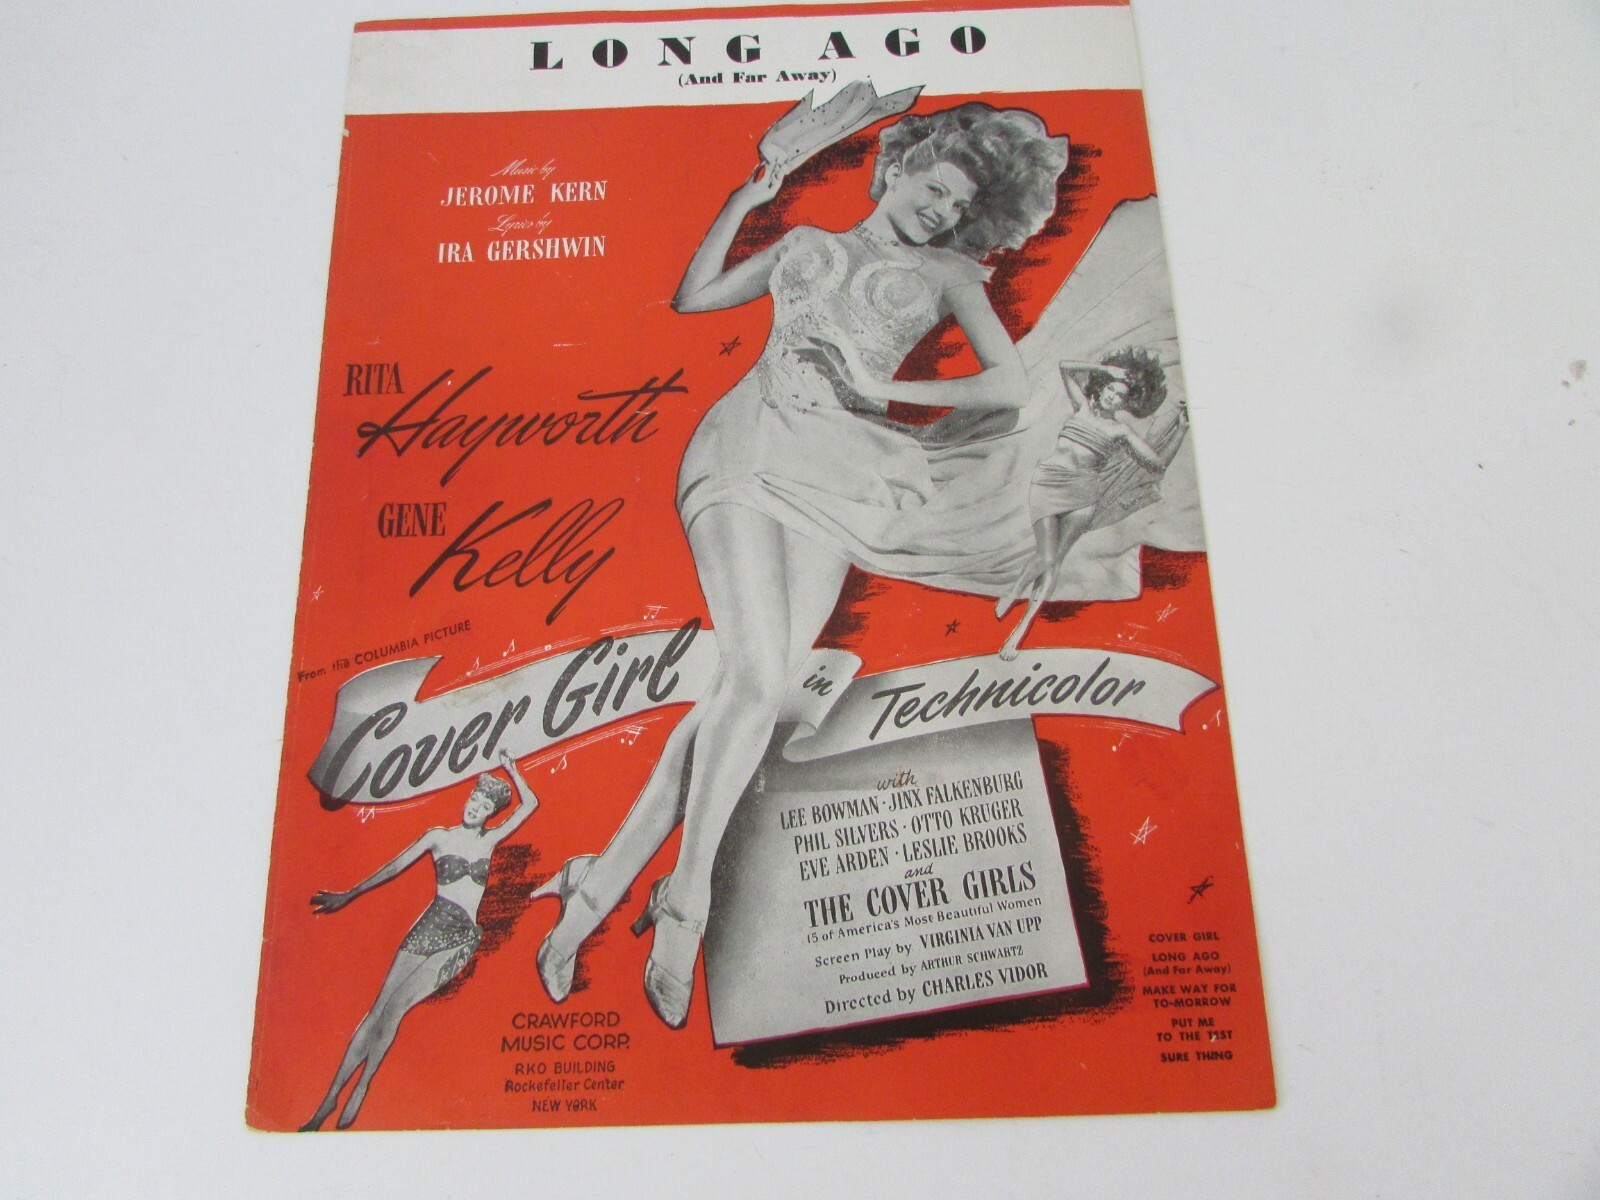 LONG AGO
(And Far Away)
Music by
JEROME KERN
Lyrics by
IRA GERSHWIN
RITA
Hayworth
GENE
Kelly
From the COLUMBIA PICTURE
Cover Girl
in
Technicolor
with
LEE BOWMAN · JINX FALKENBURG
PHIL SILVERS · OTTO KRUGER
EVE ARDEN · LESLIE BROOKS
and
THE COVER GIRLS
15 of America's Most Beautiful Women
Screen Play by VIRGINIA VAN UPP
Produced by ARTHUR SCHWARTZ
Directed by CHARLES VIDOR
CRAWFORD
MUSIC CORP.
RKO BUILDING
Rockefeller Center
NEW YORK
COVER GIRL
LONG AGO
(And Far Away)
MAKE WAY FOR
TO-MORROW
PUT ME
TO THE TEST
SURE THING